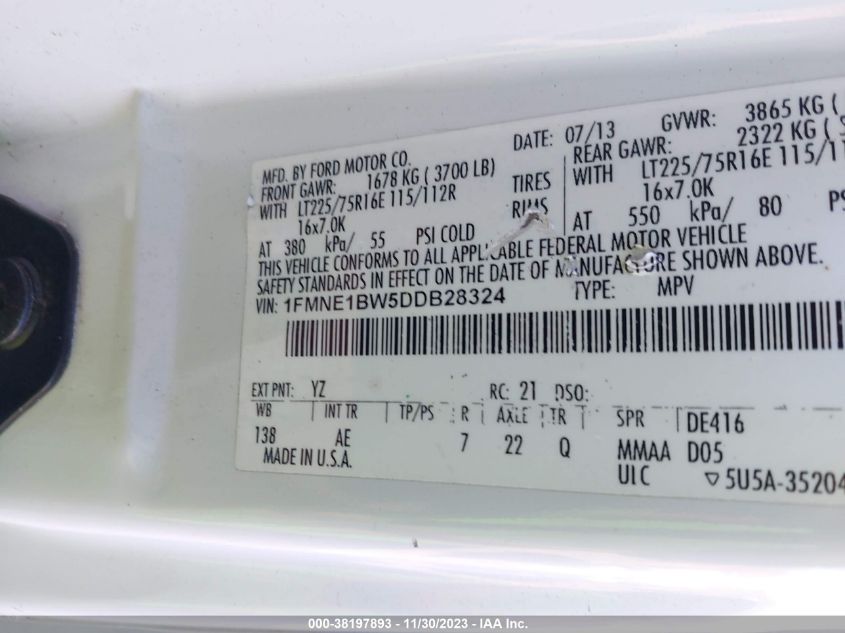 MFD. BY FORD MOTOR CO.
DATE: 07/13
GVWR: 3865 KG (
FRONT GAWR: 1678 KG ( 3700 LB)
REAR GAWR: 2322 KG (
WITH LT225/75R16E 115/112R
TIRES
WITH LT225/75R16E 115/11
16x7.0K
RIMS
16x7.0K
AT 380 kPa/ 55 PSI COLD
AT 550 kPa/ 80 PS
THIS VEHICLE CONFORMS TO ALL APPLICABLE FEDERAL MOTOR VEHICLE
SAFETY STANDARDS IN EFFECT ON THE DATE OF MANUFACTURE SHOWN ABOVE.
VIN: 1FMNE1BW5DDB28324
TYPE: MPV
EXT PNT: YZ RC: 21 DSO:
WB INT TR TP/PS R AXLE TR SPR DE416
138 AE 7 22 Q MMAA D05
MADE IN U.S.A. UIC ▽5U5A-35204
000-38197893 - 11/30/2023 - IAA Inc.